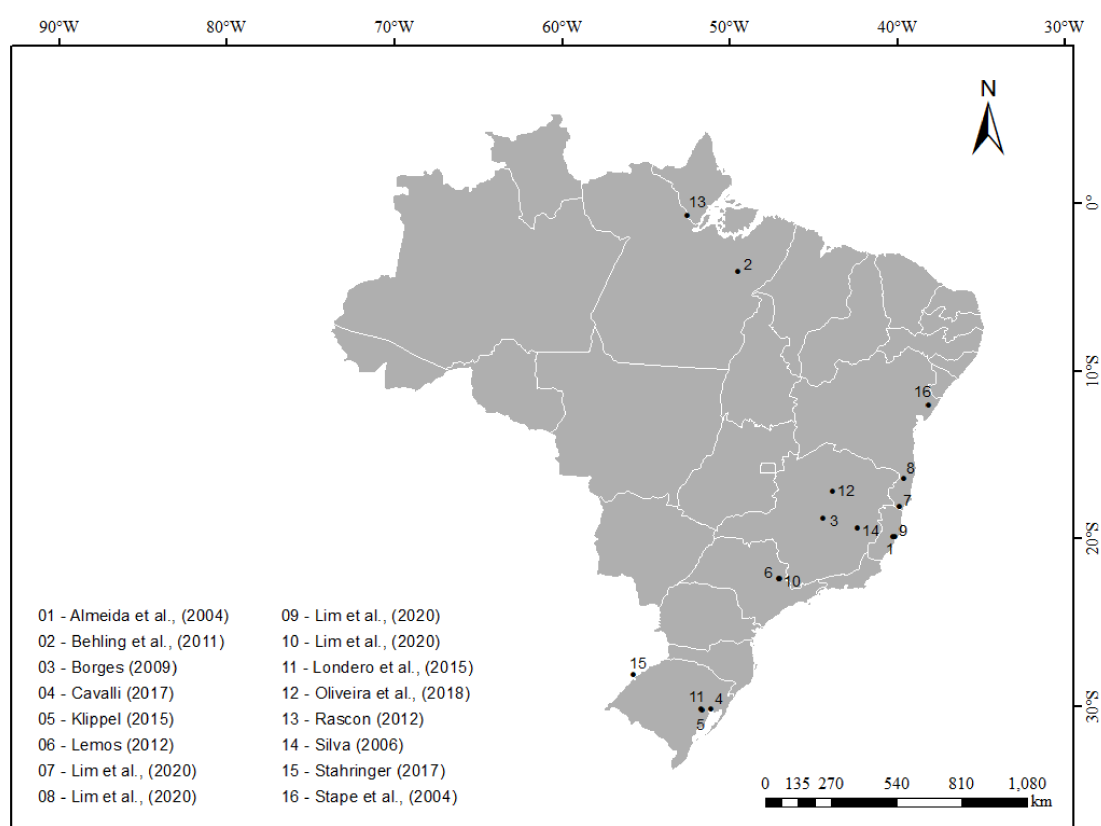 90°W 80°W 70°W 60°W 50°W 40°W 30°W
N
13
0°
2
10°S
16
8
12
7
3
14
9
20°S
1
6
10
01 - Almeida et al., (2004)
02 - Behling et al., (2011)
03 - Borges (2009)
04 - Cavalli (2017)
05 - Klippel (2015)
06 - Lemos (2012)
07 - Lim et al., (2020)
08 - Lim et al., (2020)
09 - Lim et al., (2020)
10 - Lim et al., (2020)
11 - Londero et al., (2015)
12 - Oliveira et al., (2018)
13 - Rascon (2012)
14 - Silva (2006)
15 - Stahringer (2017)
16 - Stape et al., (2004)
15
11 4
30°S
5
0 135 270 540 810 1,080
km